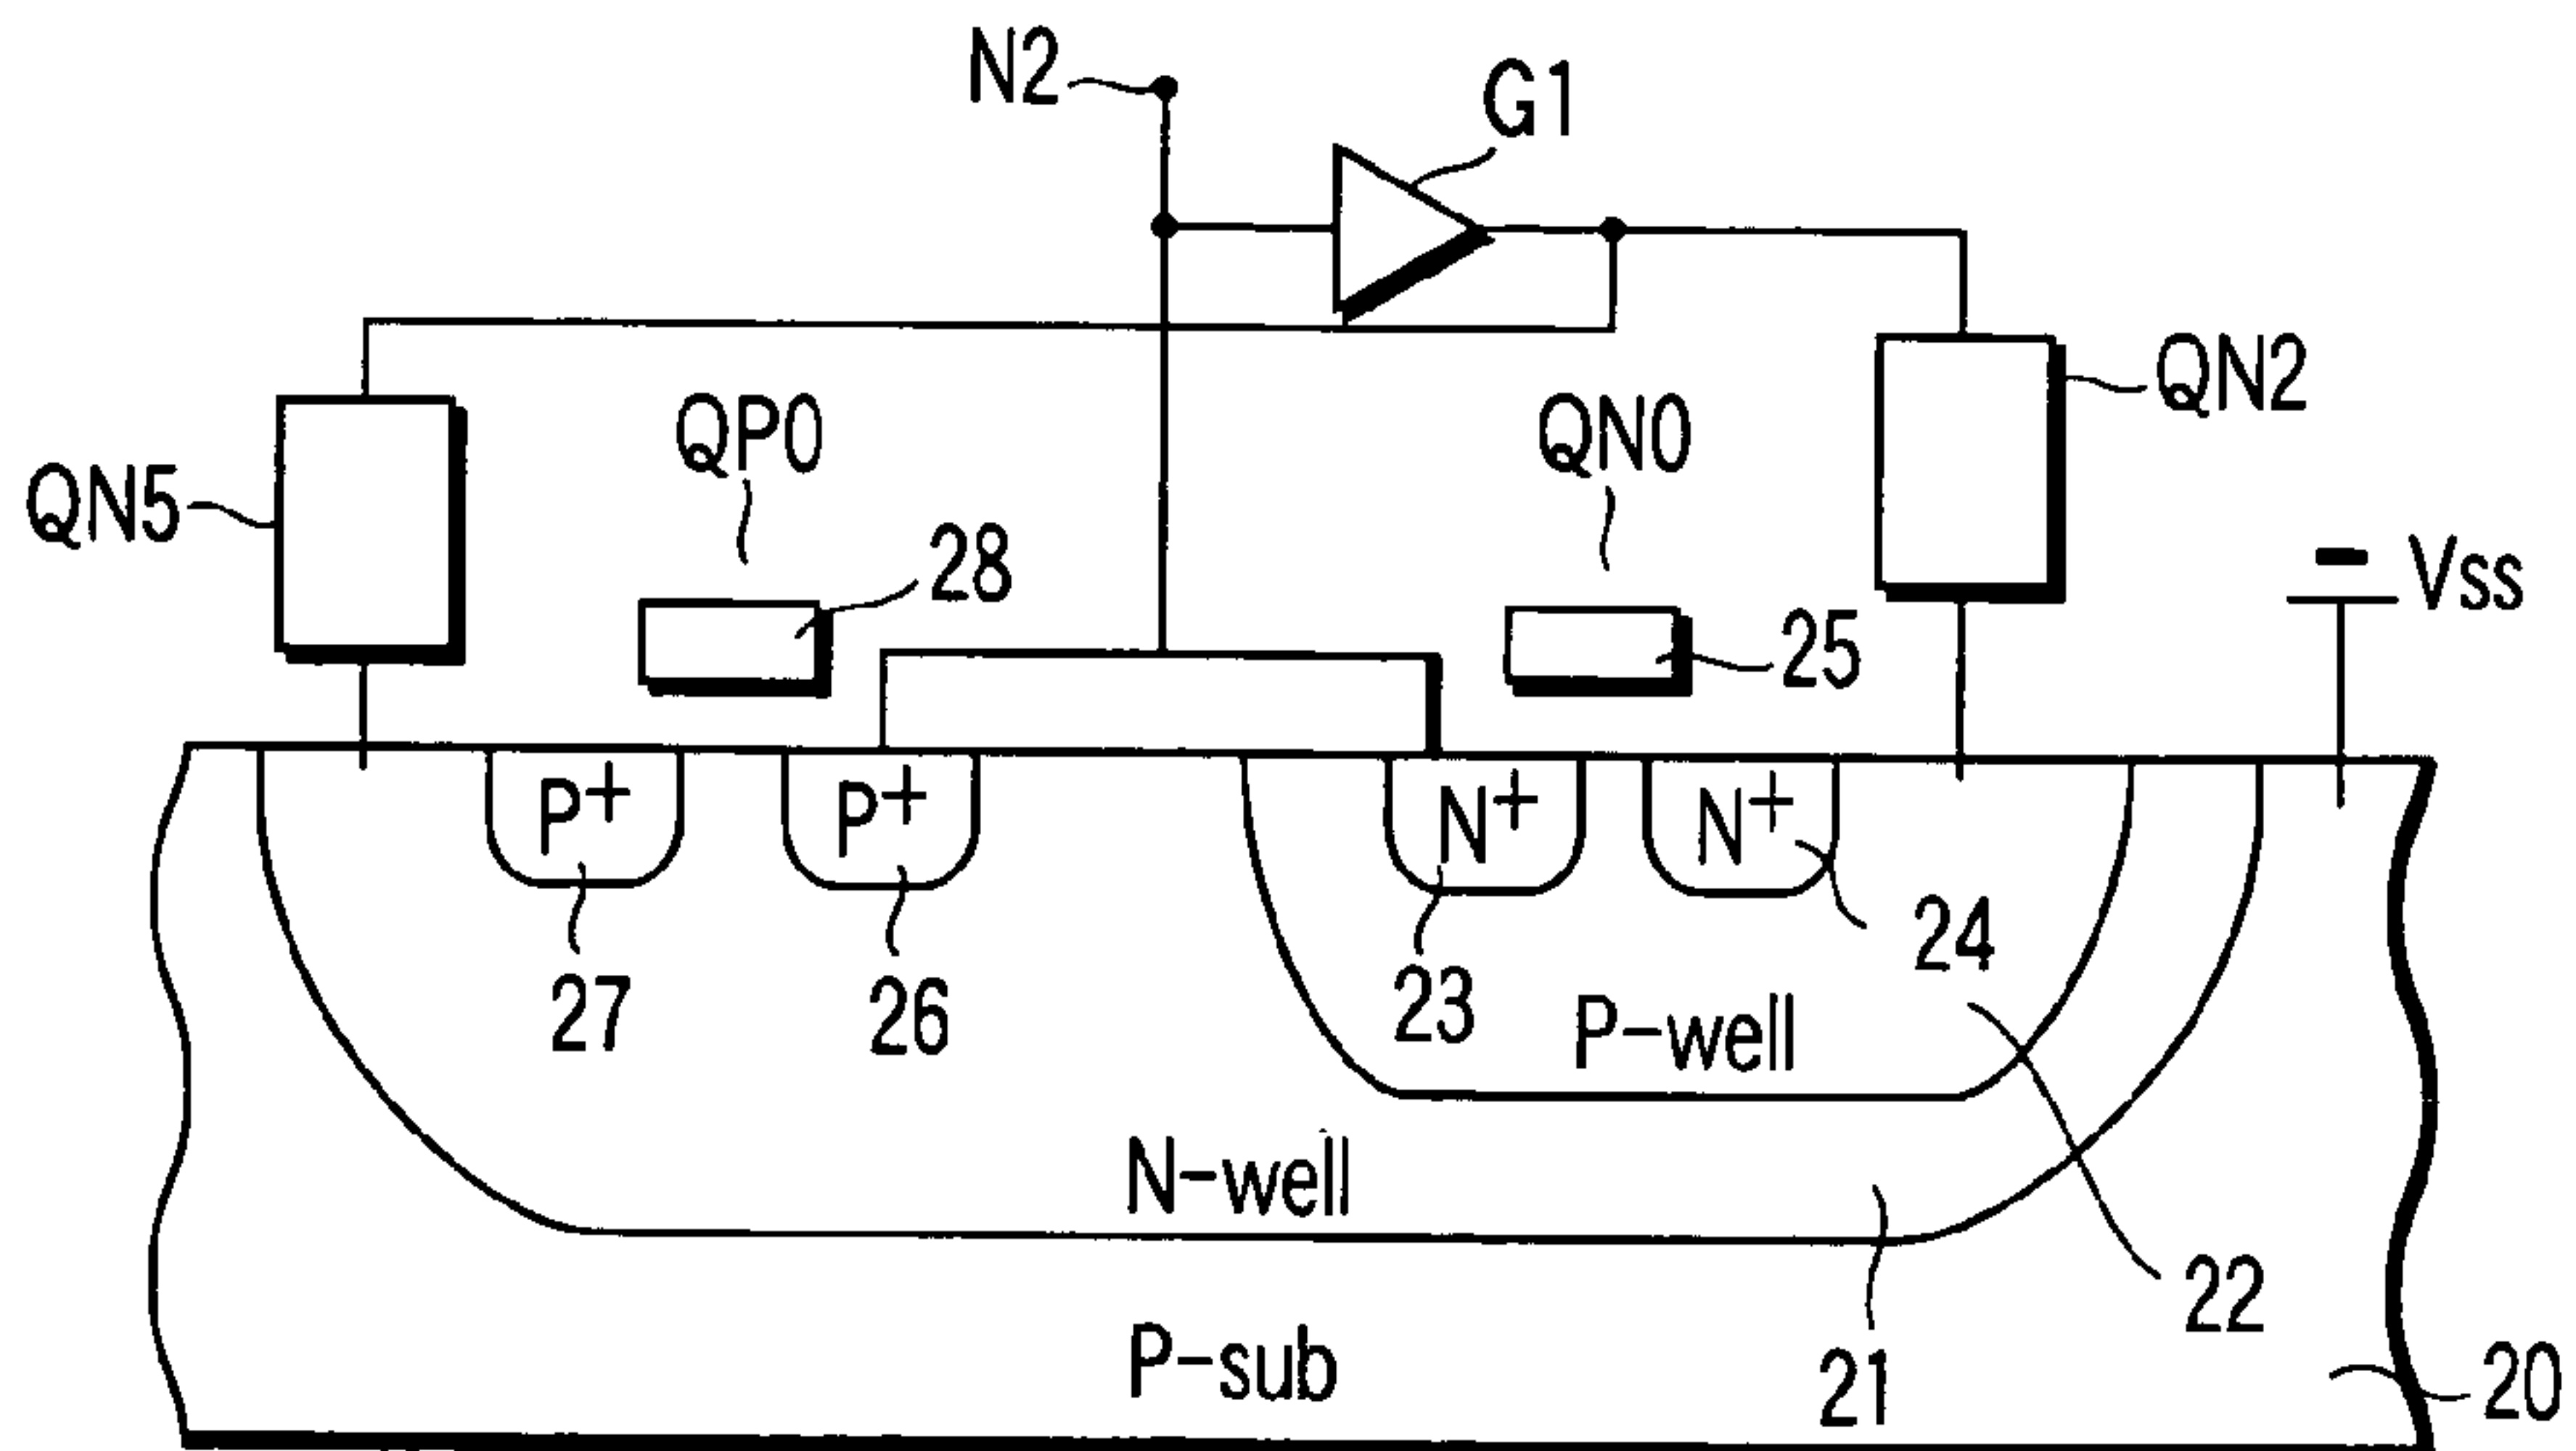 N2
G1
QN5
QP0
28
QN0
25
QN2
Vss
P+
P+
N+
N+
27
26
23
24
P-well
N-well
22
P-sub
21
20